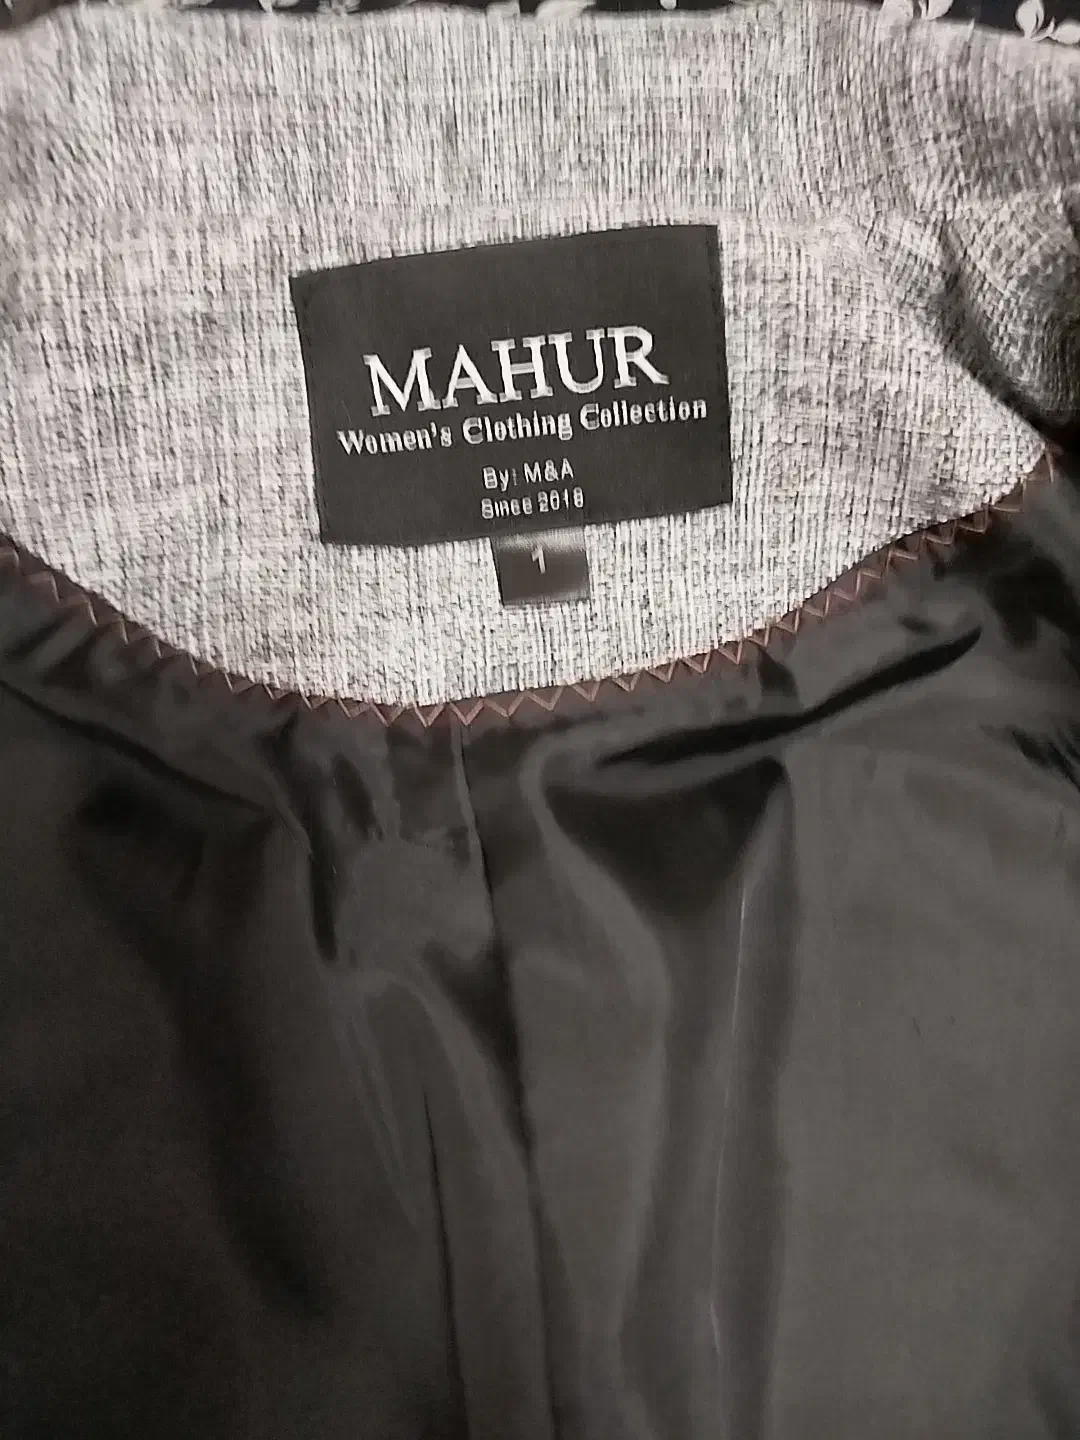 MAHUR
Women's Clothing Collection
By: M&A
Since 2018
1